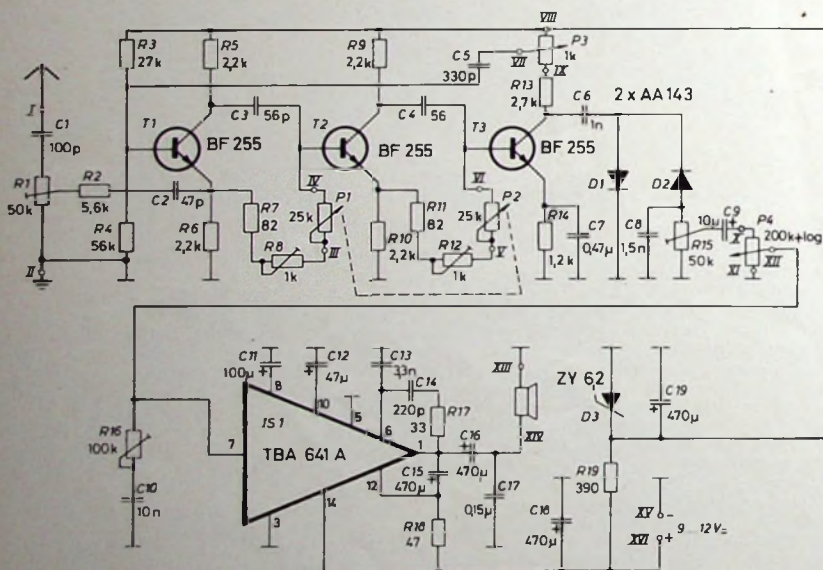 VIII
R3
27k
R5
2,2k
R9
2,2k
C5
330p
VII
P3
1k
IX
R13
2,7k
C6
1n
2 x AA 143
I
C1
100p
T1
BF 255
C3
56p
T2
BF 255
C4
56
T3
BF 255
D1
D2
R1
50k
R2
5,6k
C2
47p
IV
P1
25k
III
VI
P2
25k
V
R4
56k
R6
2,2k
R7
82
R8
1k
R10
2,2k
R11
82
R12
1k
R14
1,2k
C7
0,47µ
C8
1,5n
R15
50k
10µ
C9
+
X
P4
200k+log
XI
XII
II
C11
100µ
+
C12
47µ
+
C13
33n
C14
220p
R17
33
XIII
XIV
ZY 62
D3
C19
470µ
+
8
10
5
6
IS1
TBA 641 A
7
1
R16
100k
C10
10n
3
14
12
C15
470µ
+
C16
470µ
+
C17
0,15µ
R18
47
C18
470µ
+
R19
390
XV -
XVI +
9 ... 12V=